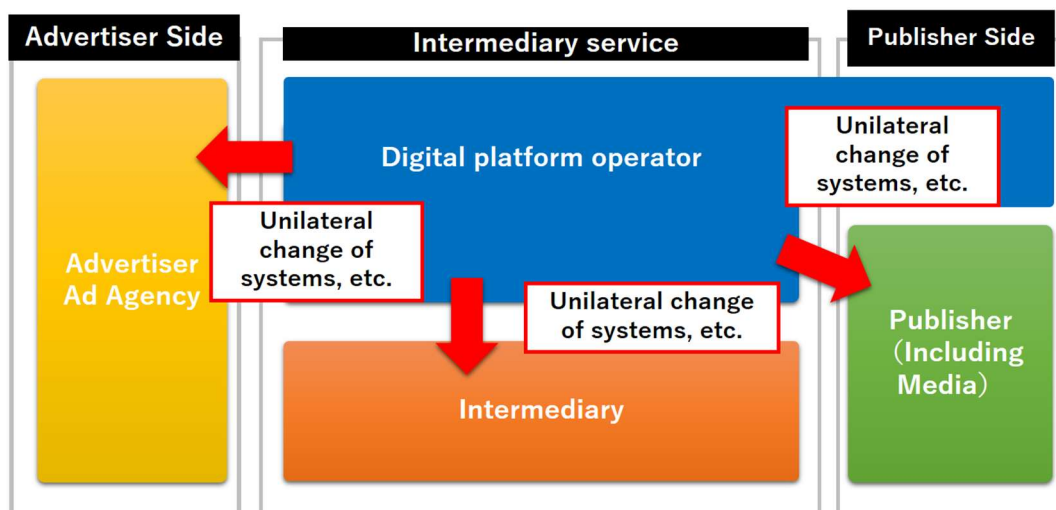 Advertiser Side
Intermediary service
Publisher Side
Digital platform operator
Unilateral
change of
systems, etc.
Unilateral
change of
systems, etc.
Advertiser
Ad Agency
Unilateral change
of systems, etc.
Publisher
（Including
Media）
Intermediary